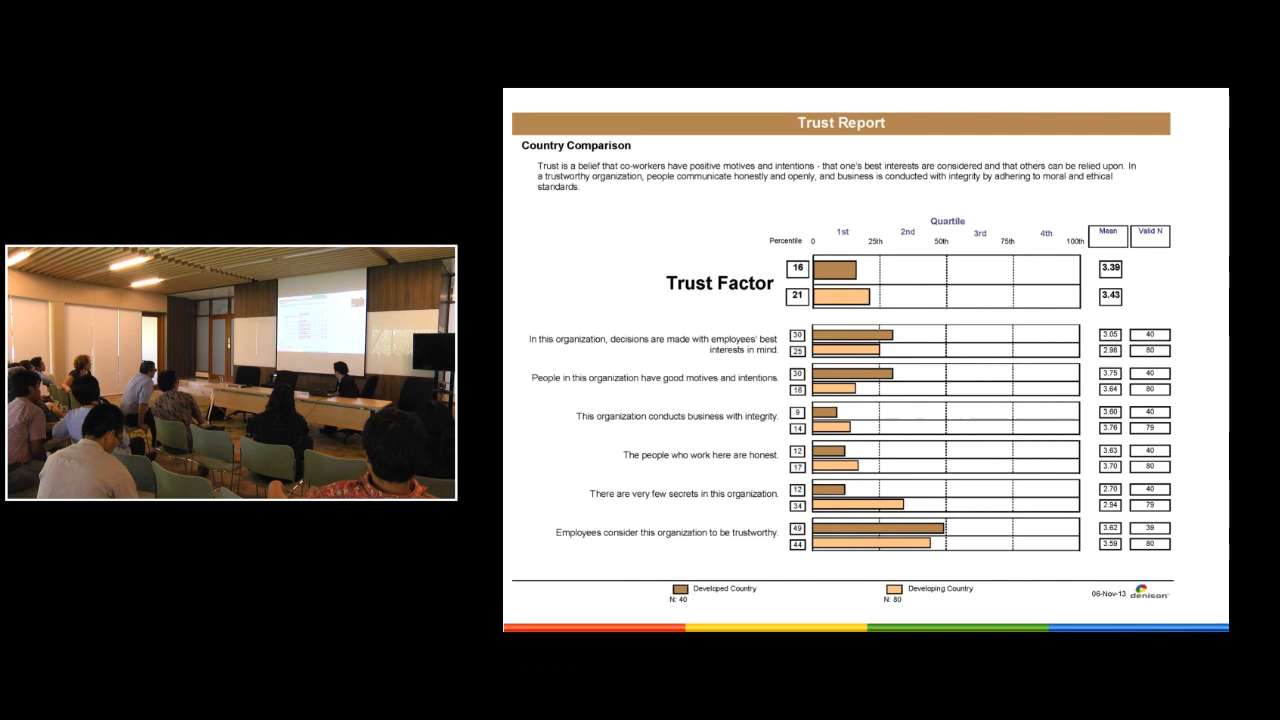 Trust Report
Country Comparison
Trust is a belief that co-workers have positive motives and intentions - that one's best interests are considered and that others can be relied upon. In
a trustworthy organization, people communicate honestly and openly, and business is conducted with integrity by adhering to moral and ethical
standards.
Quartile
1st 2nd 3rd 4th Mean Valid N
Percentile 0 25th 50th 75th 100th
Trust Factor
16 3.39
21 3.43
In this organization, decisions are made with employees' best
interests in mind.
30 3.05 40
25 2.98 80
People in this organization have good motives and intentions.
30 3.75 40
16 3.64 80
This organization conducts business with integrity.
9 3.60 40
14 3.76 79
The people who work here are honest.
12 3.63 40
17 3.70 80
There are very few secrets in this organization.
12 2.70 40
34 2.94 79
Employees consider this organization to be trustworthy.
49 3.62 39
44 3.59 80
Developed Country
N: 40
Developing Country
N: 80
06-Nov-13 denison